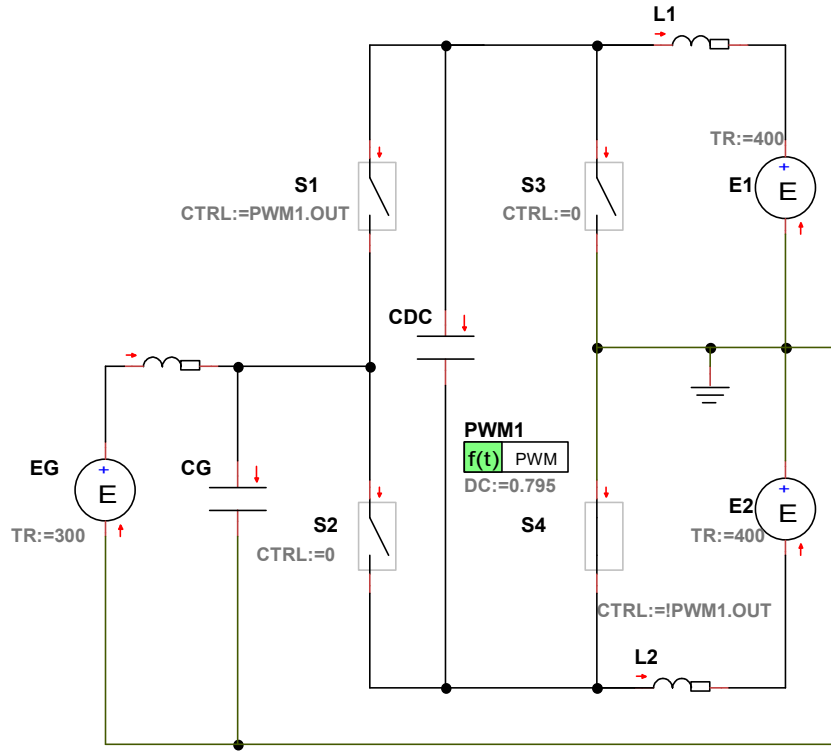 L1
TR:=400
S1
S3
E1
+
E
CTRL:=PWM1.OUT
CTRL:=0
CDC
PWM1
f(t) PWM
DC:=0.795
EG
+
E
CG
TR:=300
S2
S4
E2
+
E
TR:=400
CTRL:=0
CTRL:=!PWM1.OUT
L2